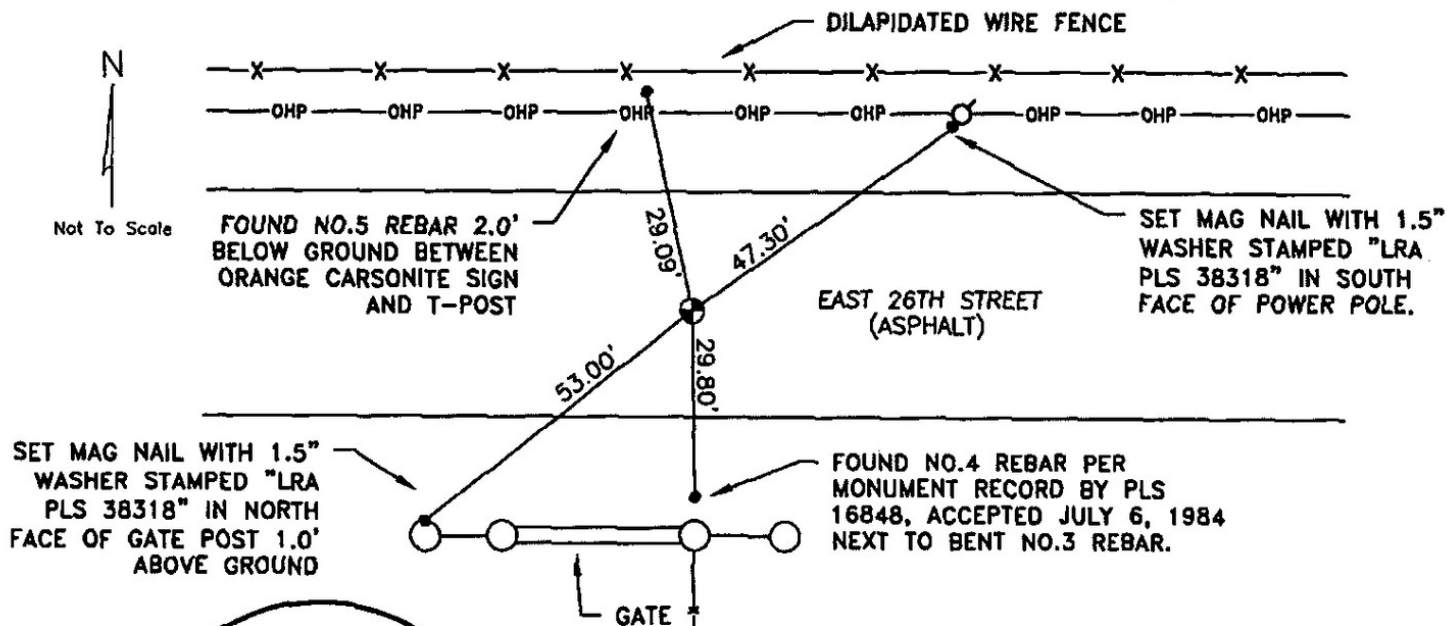 DILAPIDATED WIRE FENCE
N
X X X X X X X X X
OHP OHP OHP OHP OHP OHP OHP OHP OHP
Not To Scale
FOUND NO.5 REBAR 2.0'
BELOW GROUND BETWEEN
ORANGE CARSONITE SIGN
AND T-POST
29.09'
47.30'
SET MAG NAIL WITH 1.5"
WASHER STAMPED "LRA
PLS 38318" IN SOUTH
FACE OF POWER POLE.
EAST 26TH STREET
(ASPHALT)
53.00'
29.80'
SET MAG NAIL WITH 1.5"
WASHER STAMPED "LRA
PLS 38318" IN NORTH
FACE OF GATE POST 1.0'
ABOVE GROUND
FOUND NO.4 REBAR PER
MONUMENT RECORD BY PLS
16848, ACCEPTED JULY 6, 1984
NEXT TO BENT NO.3 REBAR.
GATE